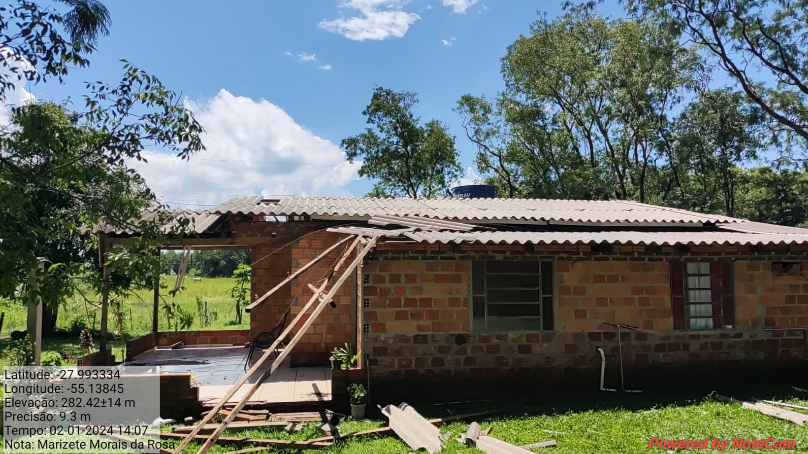 Latitude: -27.993334
Longitude: -55.13845
Elevação: 282.42±14 m
Precisão: 9.3 m
Tempo: 02-01-2024 14:07
Nota: Marizete Morais da Rosa
Powered by NoteCam